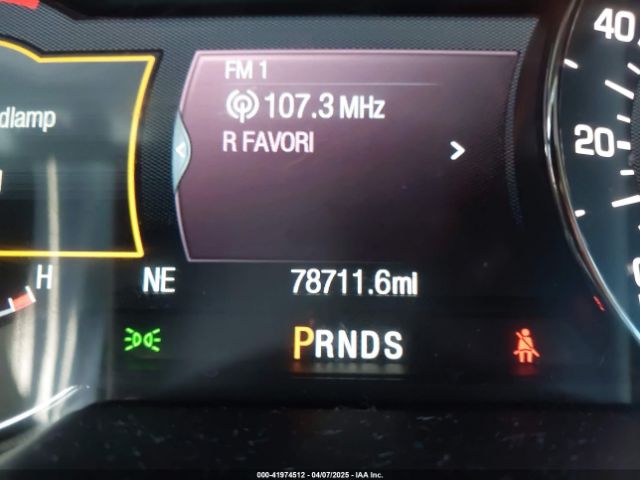 FM 1
107.3 MHz
R FAVORI
dlamp
H
NE
78711.6mi
PRNDS
40
20
000-41974512 - 04/07/2025 - IAA Inc.